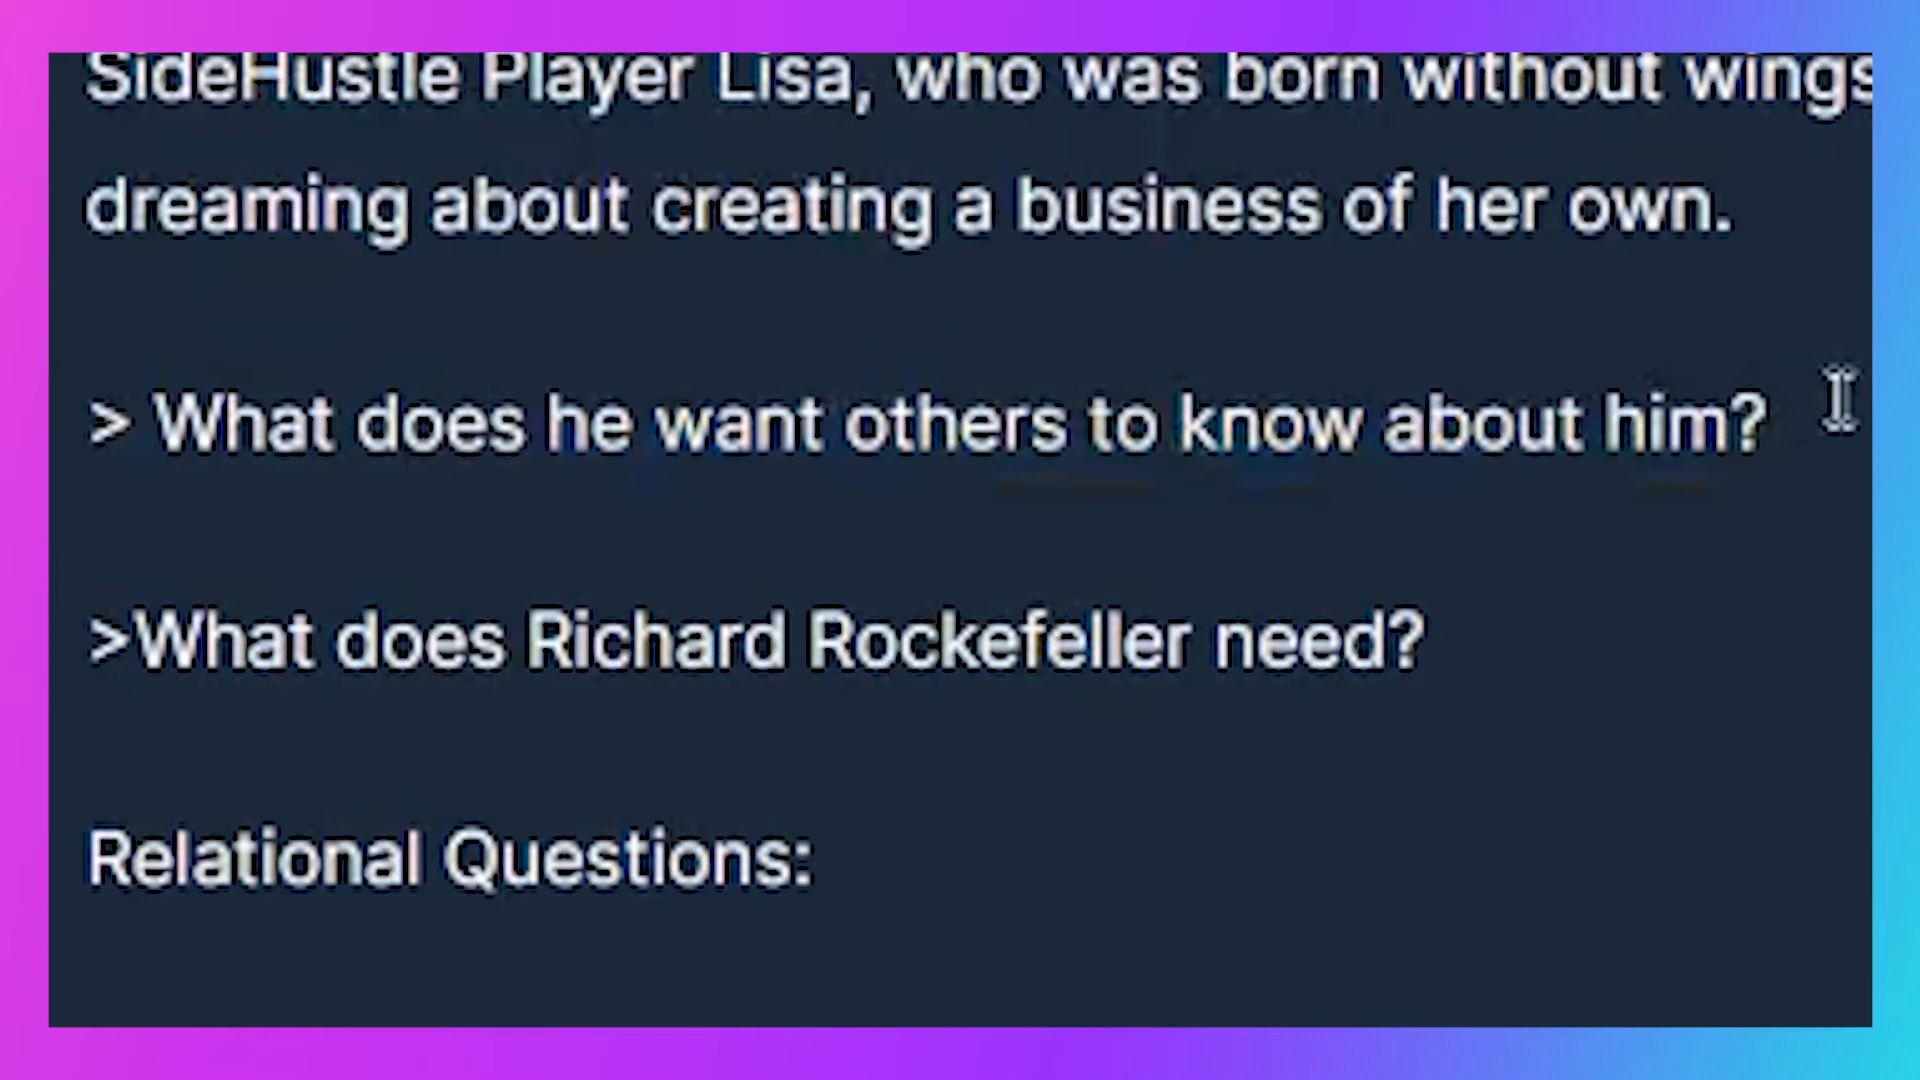 SideHustle Player Lisa, who was born without wings
dreaming about creating a business of her own.
> What does he want others to know about him?
>What does Richard Rockefeller need?
Relational Questions: